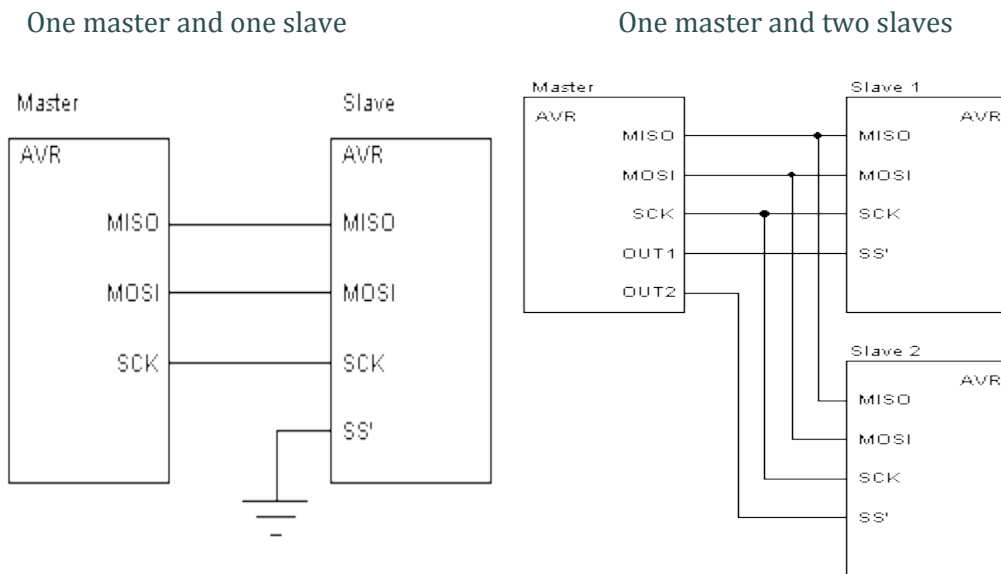 One master and one slave
One master and two slaves
Master
Slave
AVR
AVR
MISO
MISO
MOSI
MOSI
SCK
SCK
SS'
Master
Slave 1
AVR
AVR
MISO
MISO
MOSI
MOSI
SCK
SCK
OUT1
SS'
OUT2
Slave 2
AVR
MISO
MOSI
SCK
SS'